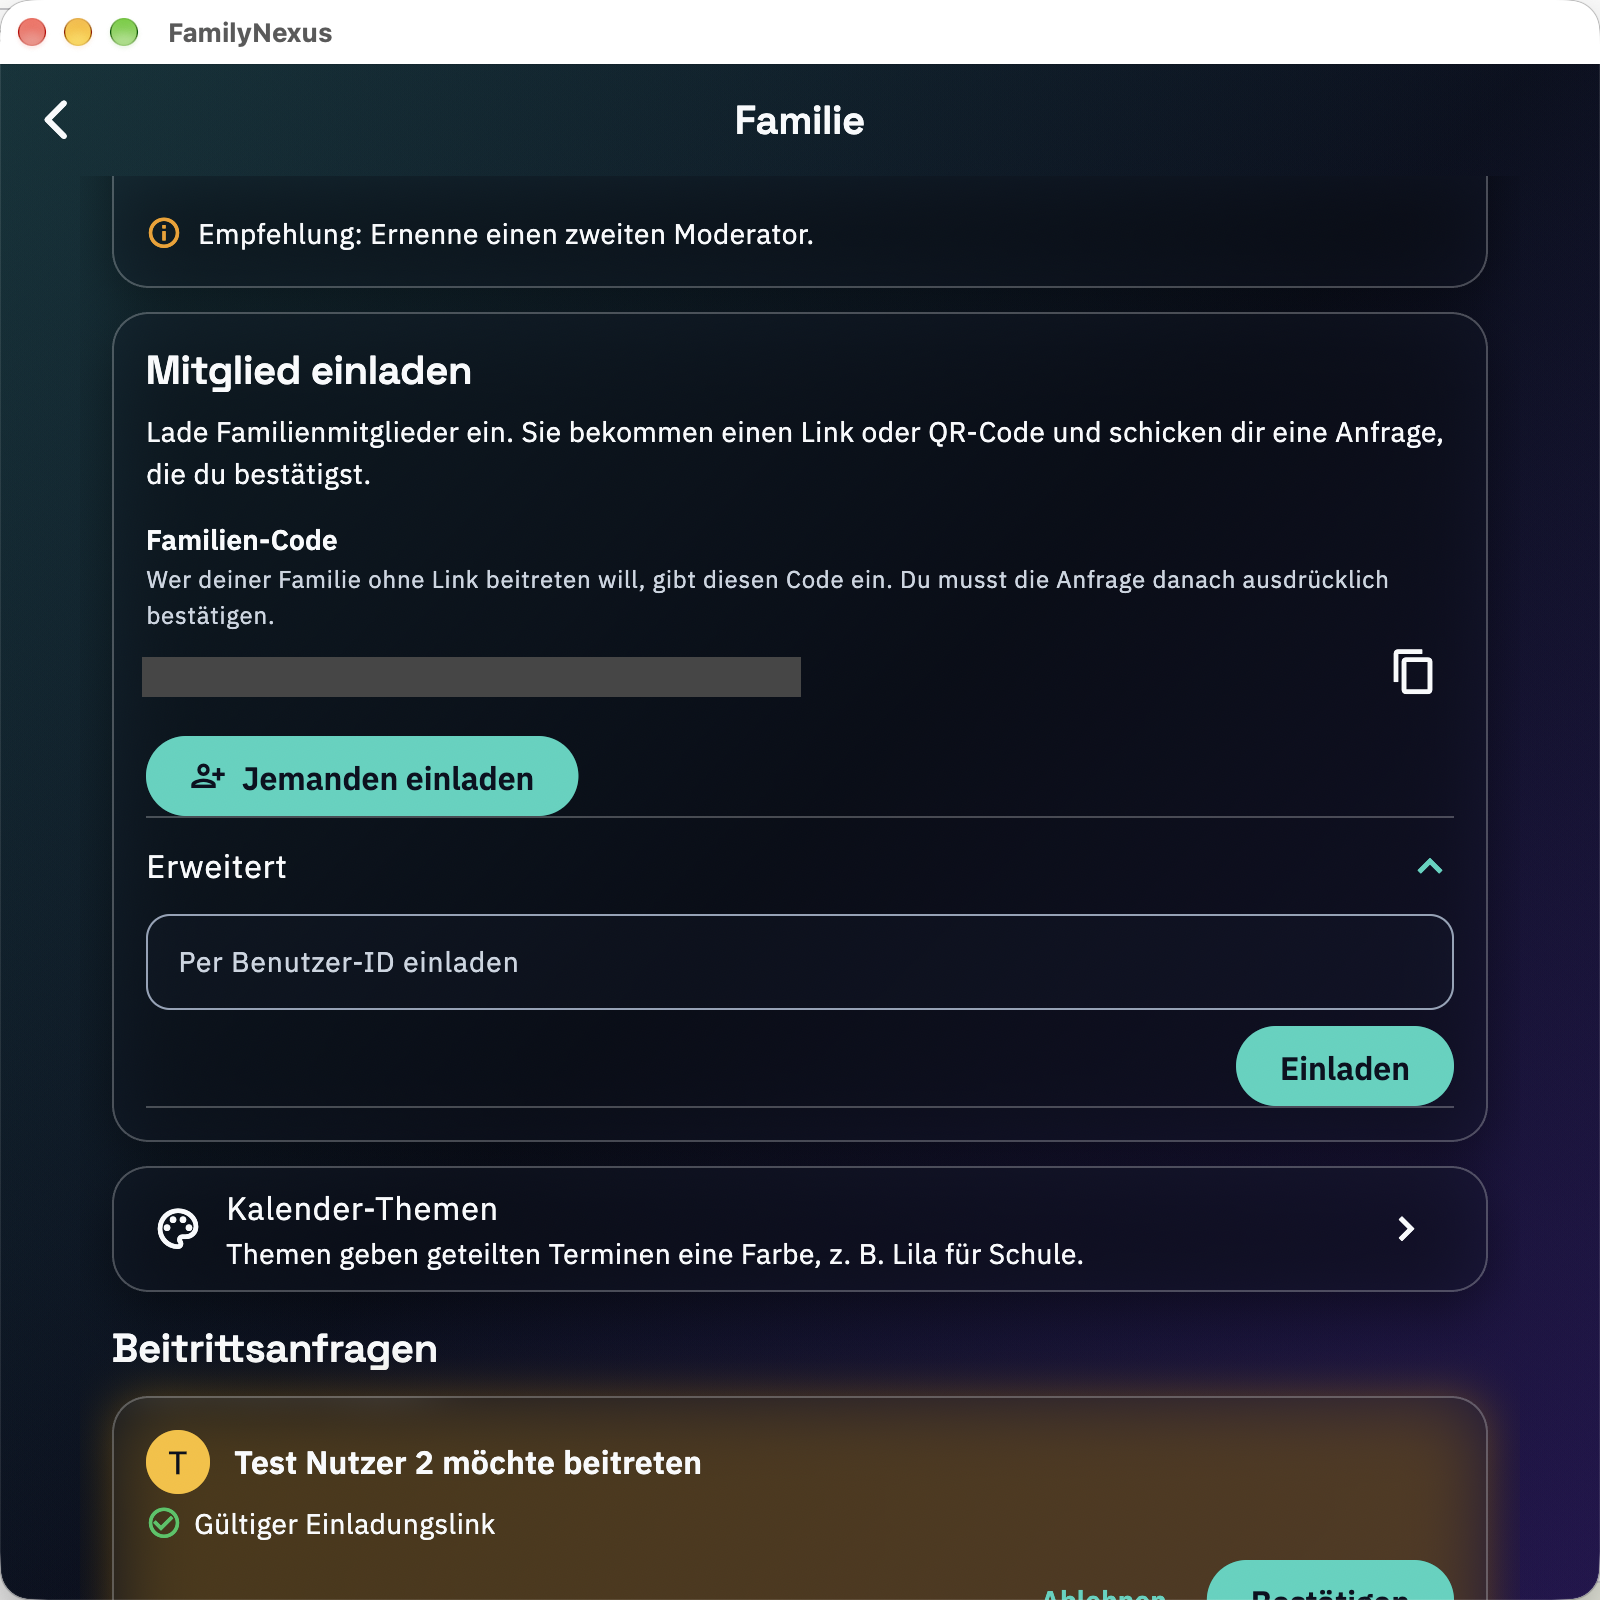 FamilyNexus
Familie
Empfehlung: Ernenne einen zweiten Moderator.
Mitglied einladen
Lade Familienmitglieder ein. Sie bekommen einen Link oder QR-Code und schicken dir eine Anfrage,
die du bestätigst.
Familien-Code
Wer deiner Familie ohne Link beitreten will, gibt diesen Code ein. Du musst die Anfrage danach ausdrücklich
bestätigen.
Jemanden einladen
Erweitert
Per Benutzer-ID einladen
Einladen
Kalender-Themen
Themen geben geteilten Terminen eine Farbe, z. B. Lila für Schule.
Beitrittsanfragen
T
Test Nutzer 2 möchte beitreten
Gültiger Einladungslink
Ablehnen
Bestätigen